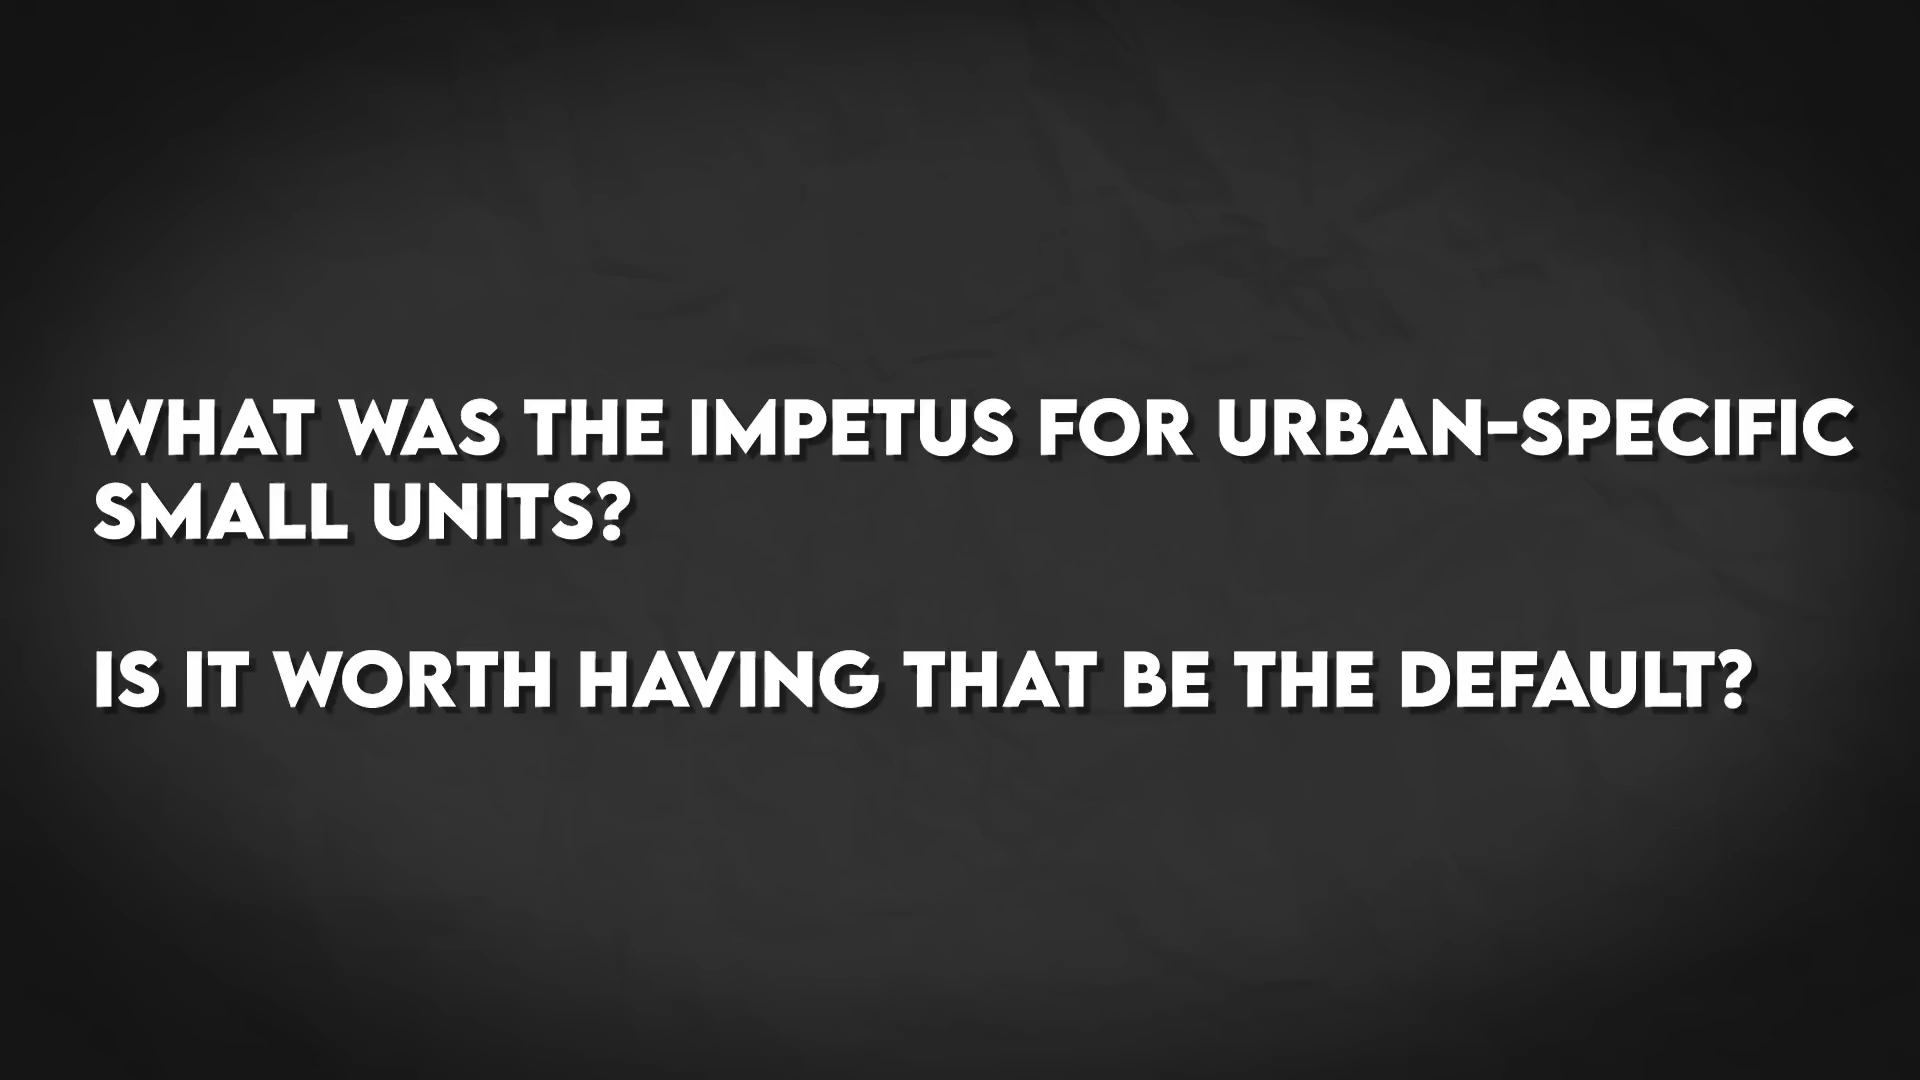 WHAT WAS THE IMPETUS FOR URBAN-SPECIFIC
SMALL UNITS?
IS IT WORTH HAVING THAT BE THE DEFAULT?